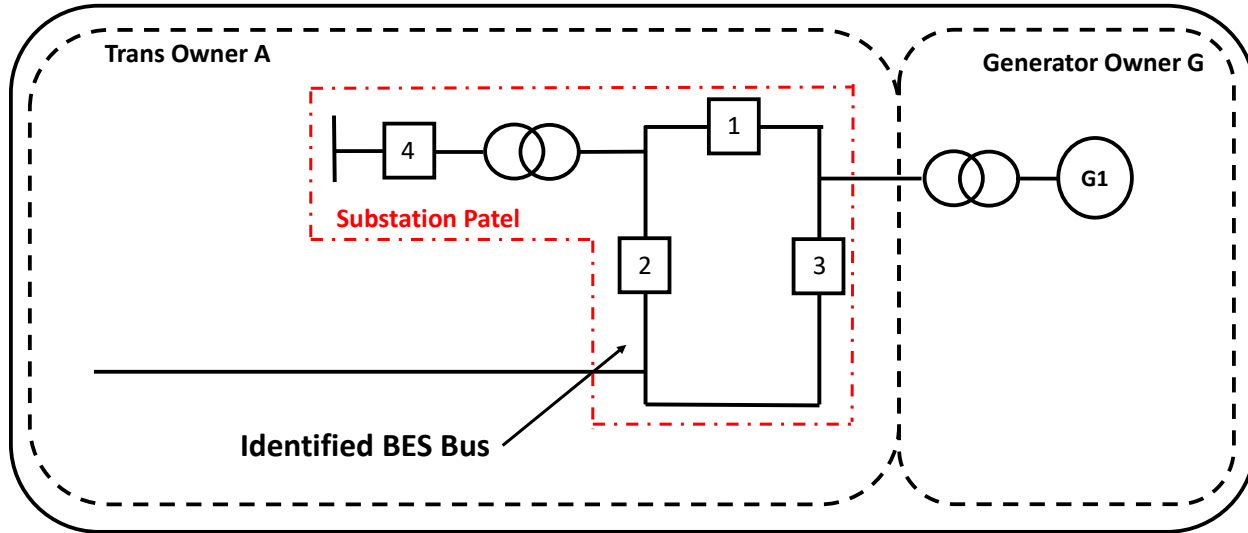 Trans Owner A
Generator Owner G
1
4
G1
Substation Patel
2
3
Identified BES Bus